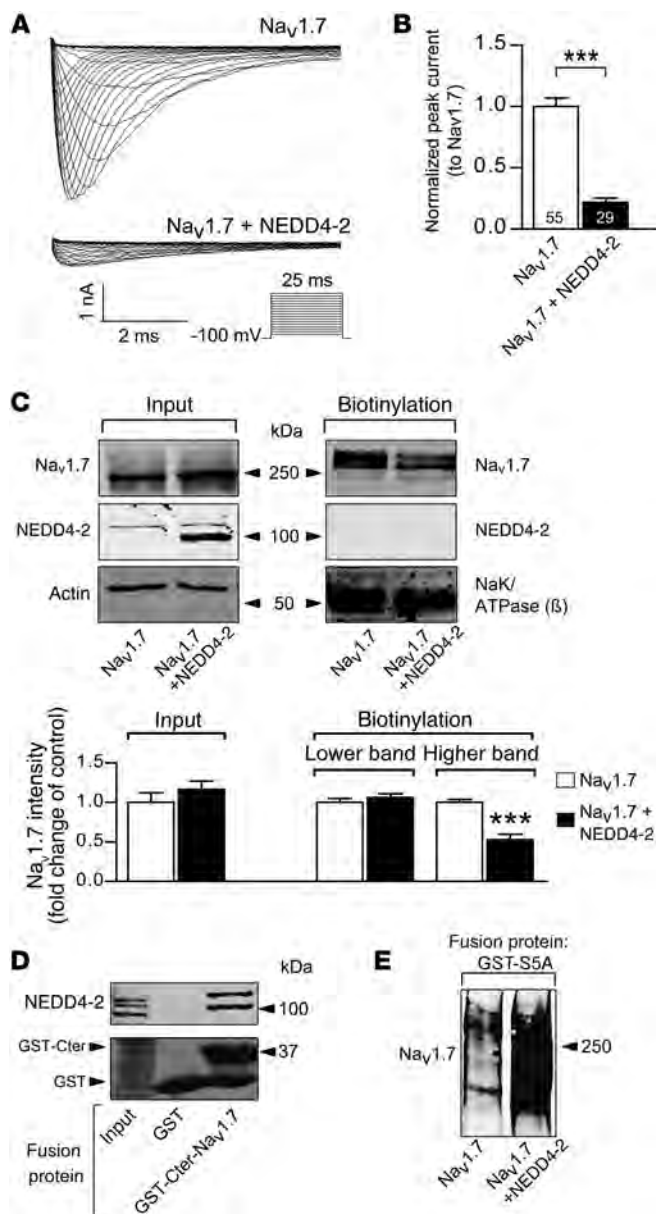 A
Nav1.7
Nav1.7 + NEDD4-2
1 nA
2 ms
25 ms
-100 mV
B
Normalized peak current
(to Nav1.7)
1.5
1.0
0.5
0.0
***
55
29
Nav1.7
Nav1.7 + NEDD4-2
C
Input
kDa
Biotinylation
Nav1.7
250
Nav1.7
NEDD4-2
100
NEDD4-2
Actin
50
NaK/
ATPase (ß)
Nav1.7
Nav1.7
+NEDD4-2
Nav1.7
Nav1.7
+NEDD4-2
Input
Biotinylation
Lower band
Higher band
Nav1.7 intensity
(fold change of control)
1.5
1.0
0.5
0.0
***
Nav1.7
Nav1.7 +
NEDD4-2
D
kDa
NEDD4-2
100
GST-Cter
37
GST
Fusion
protein
Input
GST
GST-Cter-Nav1.7
E
Fusion protein:
GST-S5A
Nav1.7
250
Nav1.7
Nav1.7
+NEDD4-2